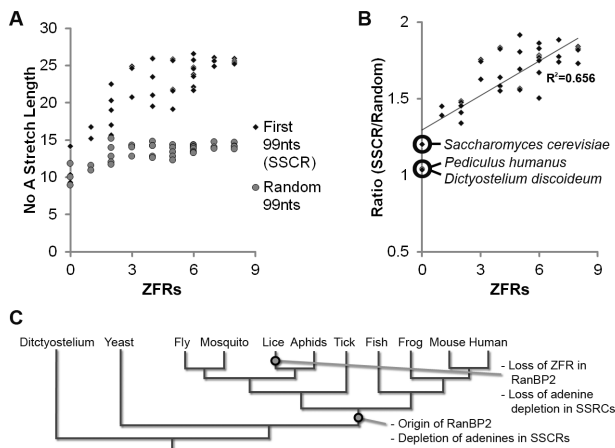 A
No A Stretch Length
30
25
20
15
10
5
0
0
3
6
9
ZFRs
First
99nts
(SSCR)
Random
99nts
B
Ratio (SSCR/Random)
2
1.5
1
0.5
0
3
6
9
ZFRs
R²=0.656
Saccharomyces cerevisiae
Pediculus humanus
Dictyostelium discoideum
C
Ditctyostelium Yeast Fly Mosquito Lice Aphids Tick Fish Frog Mouse Human
- Loss of ZFR in
RanBP2
- Loss of adenine
depletion in SSRCs
- Origin of RanBP2
- Depletion of adenines in SSCRs